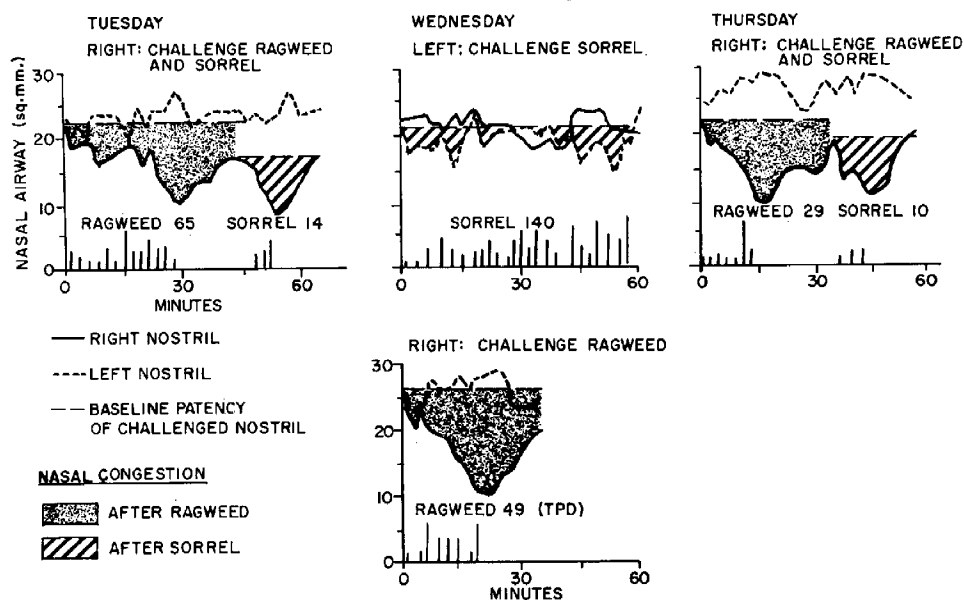 TUESDAY
RIGHT: CHALLENGE RAGWEED
AND SORREL
NASAL AIRWAY (sq.mm.)
30
20
10
0
RAGWEED 65 SORREL 14
0 60
MINUTES
WEDNESDAY
LEFT: CHALLENGE SORREL
SORREL 140
0 30 60
THURSDAY
RIGHT: CHALLENGE RAGWEED
AND SORREL
RAGWEED 29 SORREL 10
0 30 60
MINUTES
RIGHT NOSTRIL
LEFT NOSTRIL
BASELINE PATENCY
OF CHALLENGED NOSTRIL
NASAL CONGESTION
AFTER RAGWEED
AFTER SORREL
RIGHT: CHALLENGE RAGWEED
30
20
10
0
RAGWEED 49 (TPD)
0 30 60
MINUTES